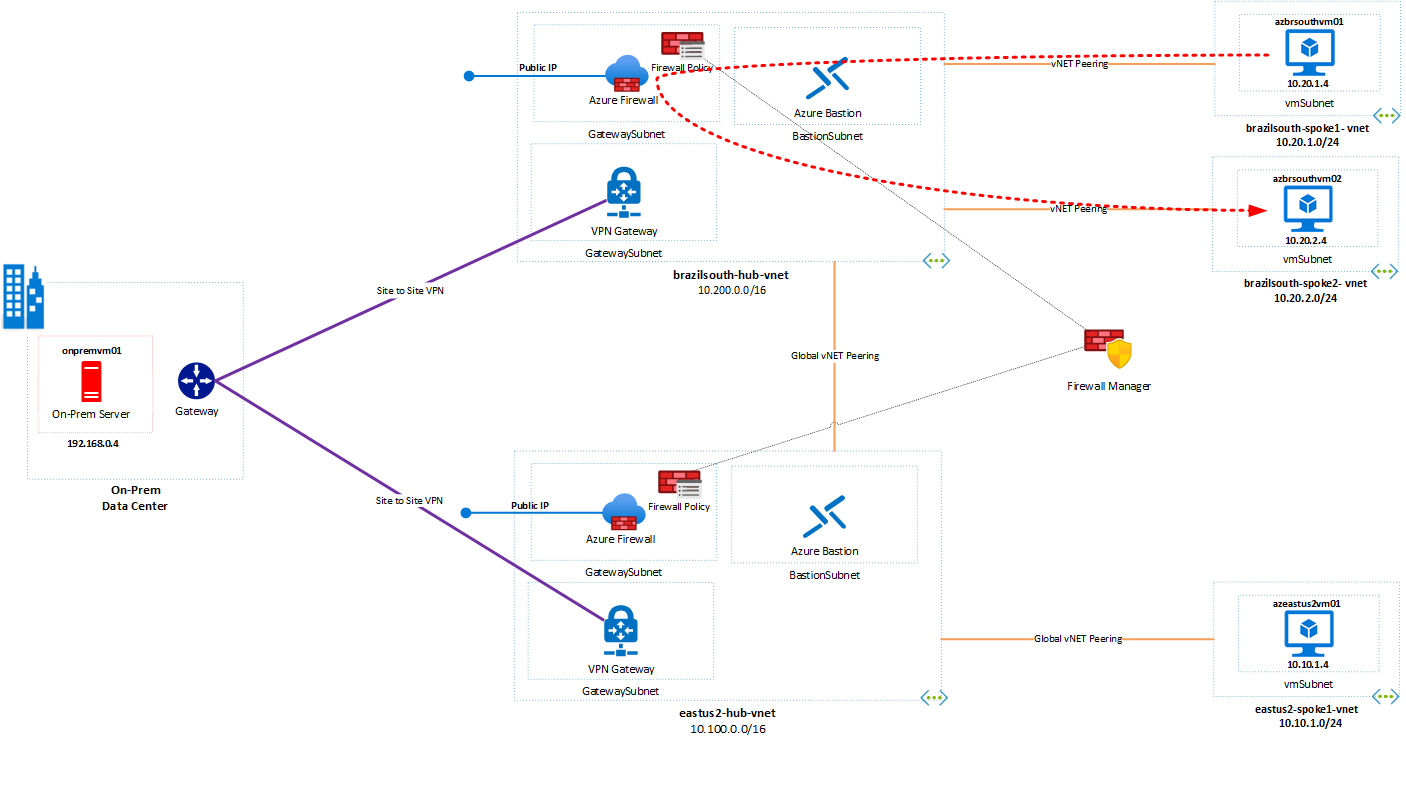 azbrsouthvm01
10.20.1.4
vmSubnet
brazilsouth-spoke1- vnet
10.20.1.0/24
Public IP
Firewall Policy
Azure Firewall
GatewaySubnet
Azure Bastion
BastionSubnet
vNET Peering
azbrsouthvm02
10.20.2.4
vmSubnet
brazilsouth-spoke2- vnet
10.20.2.0/24
vNET Peering
VPN Gateway
GatewaySubnet
brazilsouth-hub-vnet
10.200.0.0/16
Site to Site VPN
onpremvm01
On-Prem Server
192.168.0.4
Gateway
On-Prem
Data Center
Global vNET Peering
Firewall Manager
Site to Site VPN
Public IP
Firewall Policy
Azure Firewall
GatewaySubnet
Azure Bastion
BastionSubnet
VPN Gateway
GatewaySubnet
eastus2-hub-vnet
10.100.0.0/16
Global vNET Peering
azeastus2vm01
10.10.1.4
vmSubnet
eastus2-spoke1-vnet
10.10.1.0/24